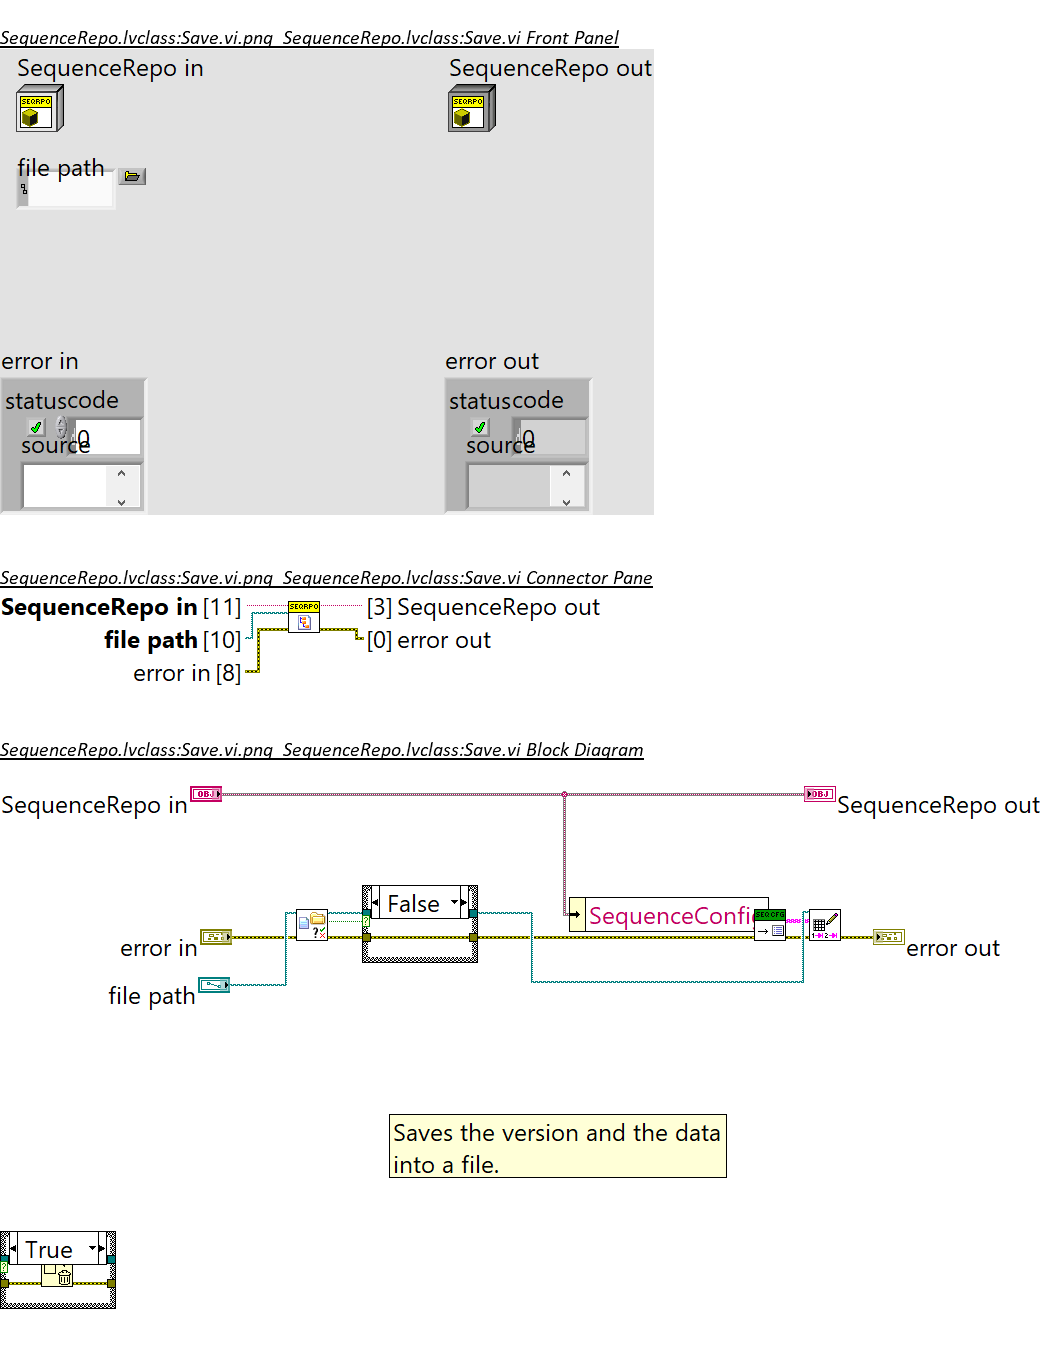 SequenceRepo.lvclass:Save.vi.png SequenceRepo.lvclass:Save.vi Front Panel
SequenceRepo in
SequenceRepo out
SEQRPO
SEQRPO
file path
error in
error out
status code
status code
0
0
source
source
SequenceRepo.lvclass:Save.vi.png SequenceRepo.lvclass:Save.vi Connector Pane
SequenceRepo in [11]
SEQRPO
[3] SequenceRepo out
file path [10]
[0] error out
error in [8]
SequenceRepo.lvclass:Save.vi.png SequenceRepo.lvclass:Save.vi Block Diagram
SequenceRepo in
OBJ
OBJ
SequenceRepo out
False
?
SequenceConfi
SEQ CFG
?
error in
error out
file path
Saves the version and the data
into a file.
True
?